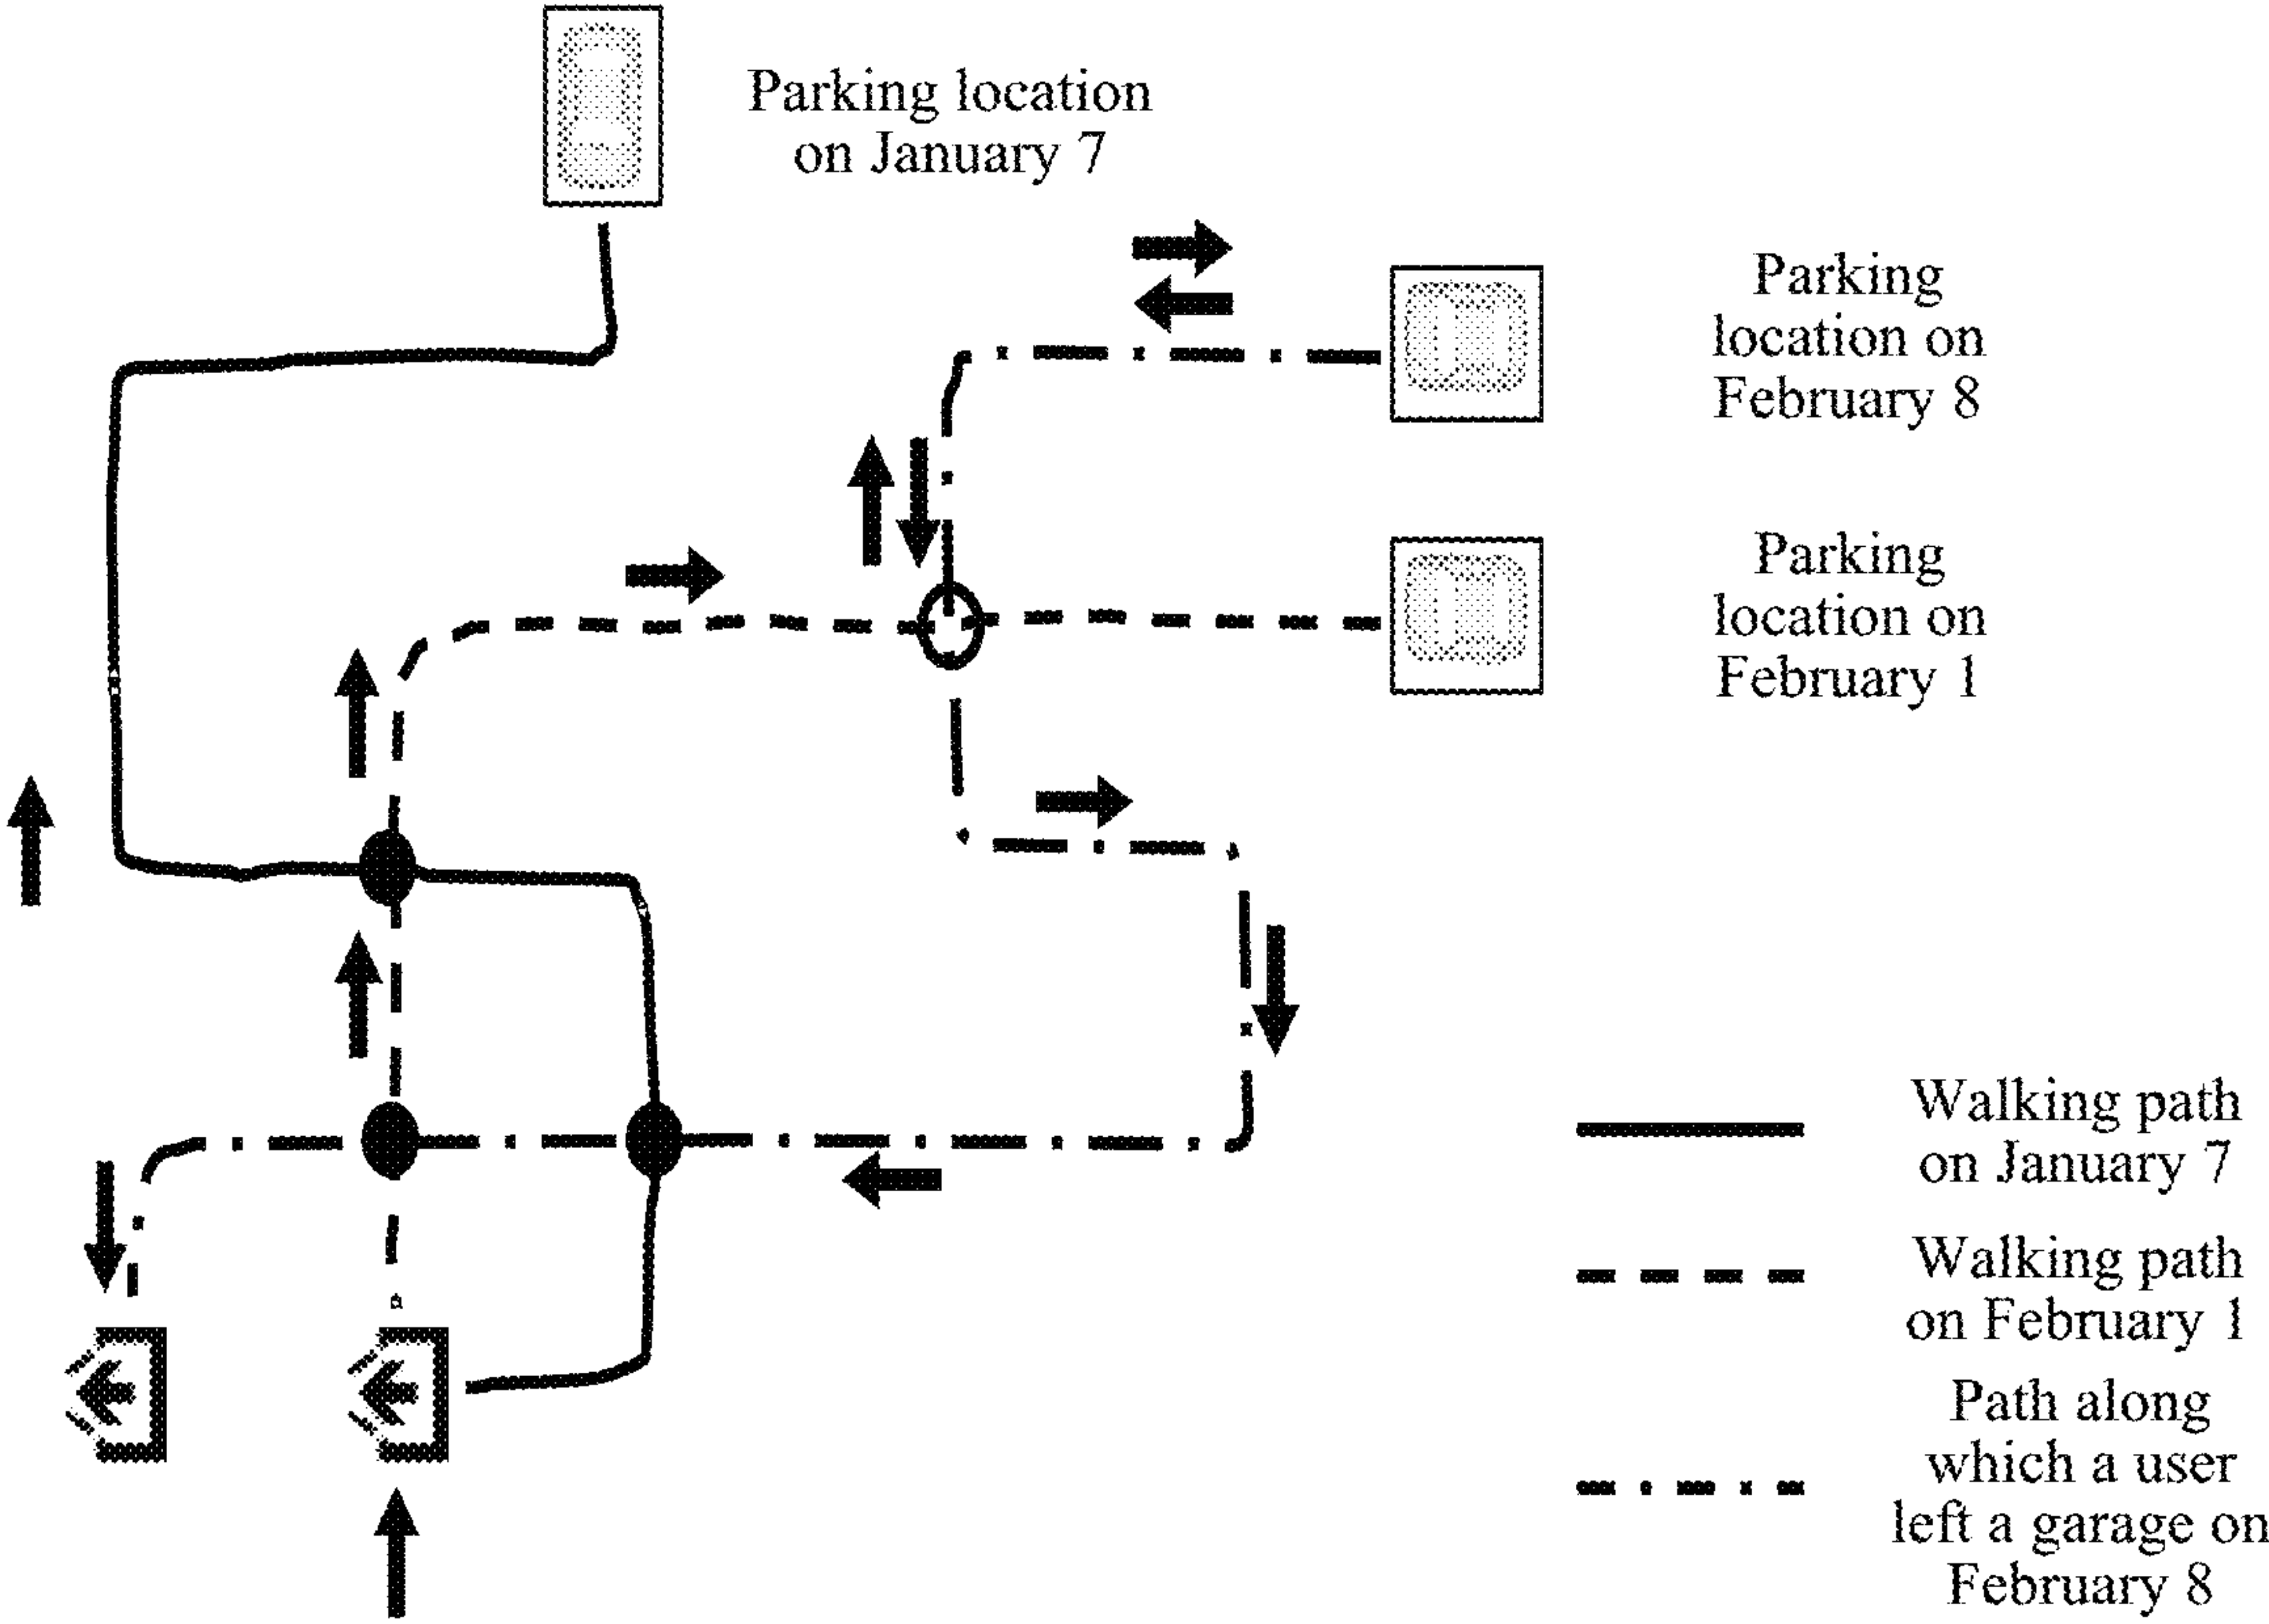 Parking location
on January 7
Parking
location on
February 8
Parking
location on
February 1
Walking path
on January 7
Walking path
on February 1
Path along
which a user
left a garage on
February 8